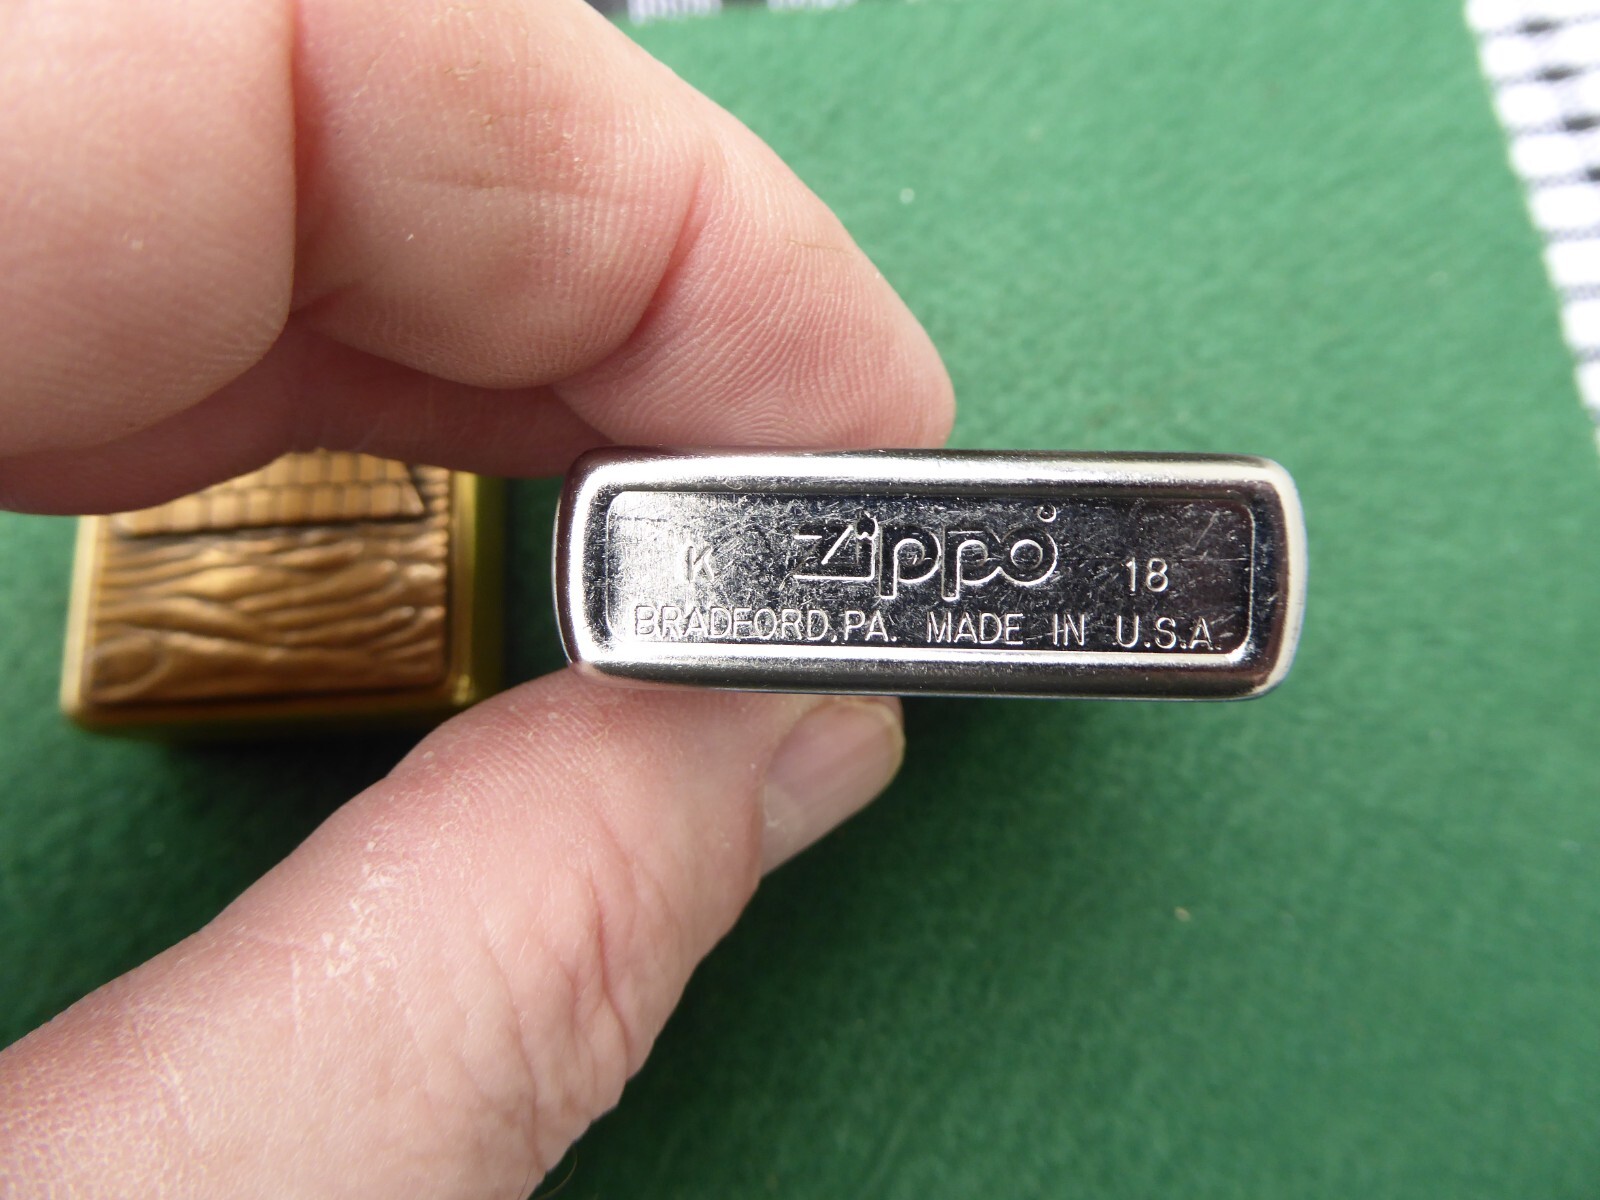 K Zippo® 18
BRADFORD,PA. MADE IN U.S.A.